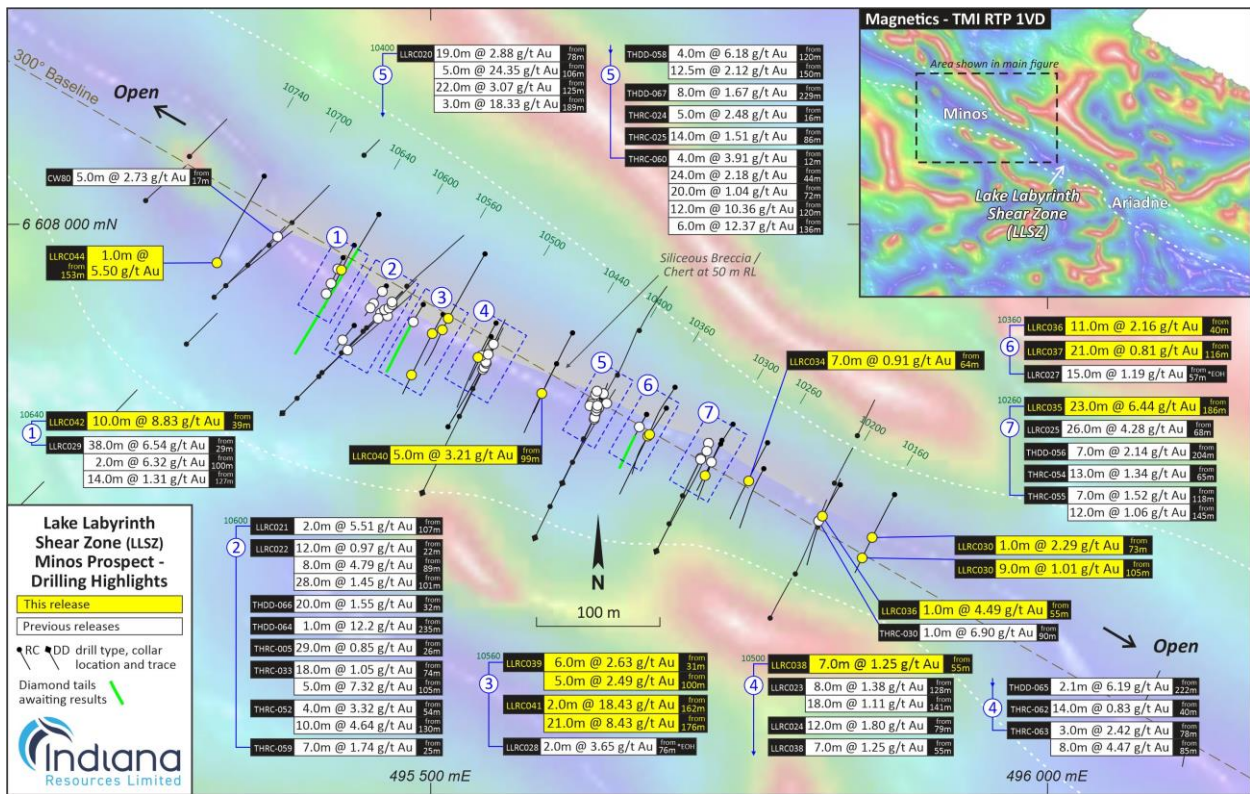 300° Baseline
Open
CW80 5.0m @ 2.73 g/t Au from 17m
6 608 000 mN
LLRC044 from 153m 1.0m @ 5.50 g/t Au
10400
5
LLRC020 19.0m @ 2.88 g/t Au from 78m
5.0m @ 24.35 g/t Au from 106m
22.0m @ 3.07 g/t Au from 125m
3.0m @ 18.33 g/t Au from 189m
5
THDD-058 4.0m @ 6.18 g/t Au from 120m
12.5m @ 2.12 g/t Au from 150m
THDD-067 8.0m @ 1.67 g/t Au from 229m
THRC-024 5.0m @ 2.48 g/t Au from 16m
THRC-025 14.0m @ 1.51 g/t Au from 86m
THRC-060 4.0m @ 3.91 g/t Au from 12m
24.0m @ 2.18 g/t Au from 44m
20.0m @ 1.04 g/t Au from 72m
12.0m @ 10.36 g/t Au from 120m
6.0m @ 12.37 g/t Au from 136m
Magnetics - TMI RTP 1VD
Area shown in main figure
Minos
Lake Labyrinth
Shear Zone
(LLSZ)
Ariadne
10740
10700
10640
10600
10560
10500
10440
10400
10360
10300
10260
10200
10160
Siliceous Breccia /
Chert at 50 m RL
1
2
3
4
5
6
7
LLRC034 7.0m @ 0.91 g/t Au from 64m
10360
6
LLRC036 11.0m @ 2.16 g/t Au from 40m
LLRC037 21.0m @ 0.81 g/t Au from 116m
LLRC027 15.0m @ 1.19 g/t Au from 57m *EOH
10260
7
LLRC035 23.0m @ 6.44 g/t Au from 186m
LLRC025 26.0m @ 4.28 g/t Au from 68m
THDD-056 7.0m @ 2.14 g/t Au from 204m
THRC-054 13.0m @ 1.34 g/t Au from 65m
THRC-055 7.0m @ 1.52 g/t Au from 118m
12.0m @ 1.06 g/t Au from 145m
10640
1
LLRC042 10.0m @ 8.83 g/t Au from 39m
LLRC029 38.0m @ 6.54 g/t Au from 29m
2.0m @ 6.32 g/t Au from 100m
14.0m @ 1.31 g/t Au from 127m
LLRC040 5.0m @ 3.21 g/t Au from 99m
LLRC030 1.0m @ 2.29 g/t Au from 73m
LLRC030 9.0m @ 1.01 g/t Au from 105m
LLRC036 1.0m @ 4.49 g/t Au from 55m
THRC-030 1.0m @ 6.90 g/t Au from 90m
Open
N
100 m
Lake Labyrinth
Shear Zone (LLSZ)
Minos Prospect -
Drilling Highlights
This release
Previous releases
RC DD drill type, collar
location and trace
Diamond tails
awaiting results
Indiana
Resources Limited
10600
2
LLRC021 2.0m @ 5.51 g/t Au from 107m
LLRC022 12.0m @ 0.97 g/t Au from 22m
8.0m @ 4.79 g/t Au from 89m
28.0m @ 1.45 g/t Au from 101m
THDD-066 20.0m @ 1.55 g/t Au from 32m
THDD-064 1.0m @ 12.2 g/t Au from 235m
THRC-005 29.0m @ 0.85 g/t Au from 26m
THRC-033 18.0m @ 1.05 g/t Au from 74m
5.0m @ 7.32 g/t Au from 105m
THRC-052 4.0m @ 3.32 g/t Au from 54m
10.0m @ 4.64 g/t Au from 130m
THRC-059 7.0m @ 1.74 g/t Au from 25m
10560
3
LLRC039 6.0m @ 2.63 g/t Au from 31m
5.0m @ 2.49 g/t Au from 100m
LLRC041 2.0m @ 18.43 g/t Au from 162m
21.0m @ 8.43 g/t Au from 176m
LLRC028 2.0m @ 3.65 g/t Au from 76m *EOH
10500
4
LLRC038 7.0m @ 1.25 g/t Au from 55m
LLRC023 8.0m @ 1.38 g/t Au from 128m
18.0m @ 1.11 g/t Au from 141m
LLRC024 12.0m @ 1.80 g/t Au from 79m
LLRC038 7.0m @ 1.25 g/t Au from 55m
4
THDD-065 2.1m @ 6.19 g/t Au from 222m
THRC-062 14.0m @ 0.83 g/t Au from 40m
THRC-063 3.0m @ 2.42 g/t Au from 78m
8.0m @ 4.47 g/t Au from 85m
495 500 mE
496 000 mE